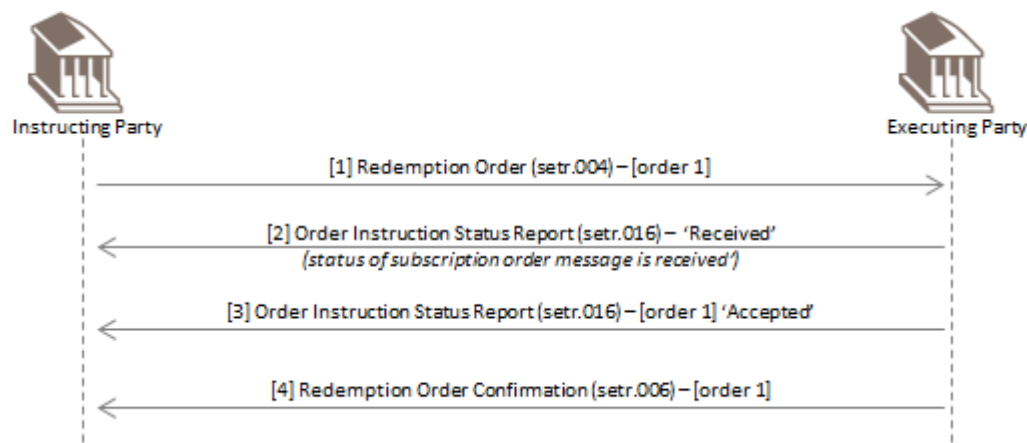 Instructing Party
Executing Party
[1] Redemption Order (setr.004) – [order 1]
[2] Order Instruction Status Report (setr.016) – ‘Received’
(status of subscription order message is received’)
[3] Order Instruction Status Report (setr.016) – [order 1] ‘Accepted’
[4] Redemption Order Confirmation (setr.006) – [order 1]